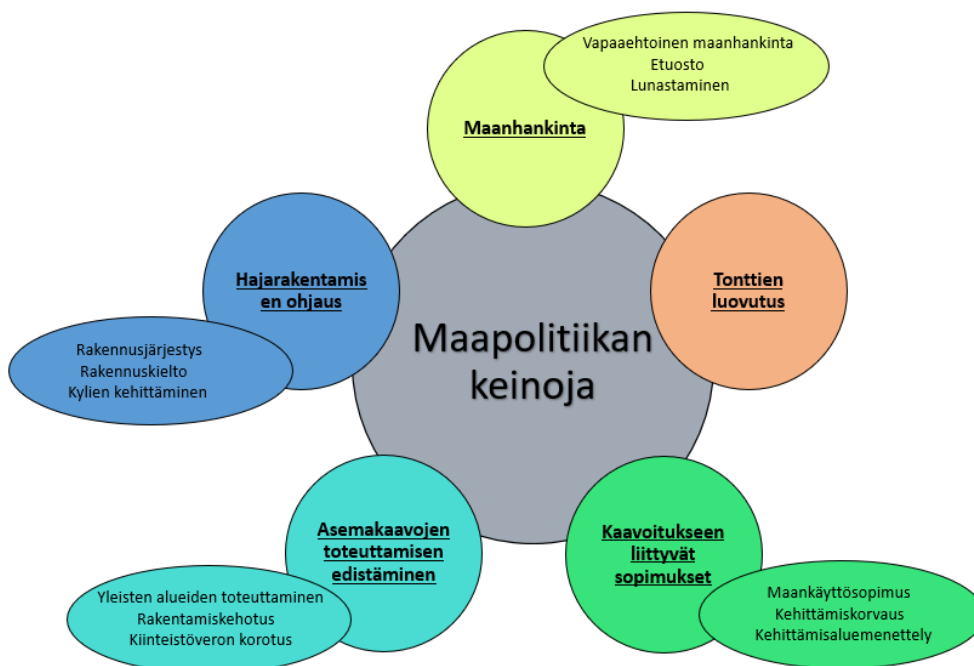 Vapaaehtoinen maanhankinta
Etuosto
Lunastaminen
Maanhankinta
Hajarakentamis
en ohjaus
Tonttien
luovutus
Rakennusjärjestys
Rakennuskielto
Kylien kehittäminen
Maapolitiikan
keinoja
Asemakaavojen
toteuttamisen
edistäminen
Kaavoitukseen
liittyvät
sopimukset
Yleisten alueiden toteuttaminen
Rakentamiskehotus
Kiinteistöveron korotus
Maankäyttösopimus
Kehittämiskorvaus
Kehittämisaluemenettely